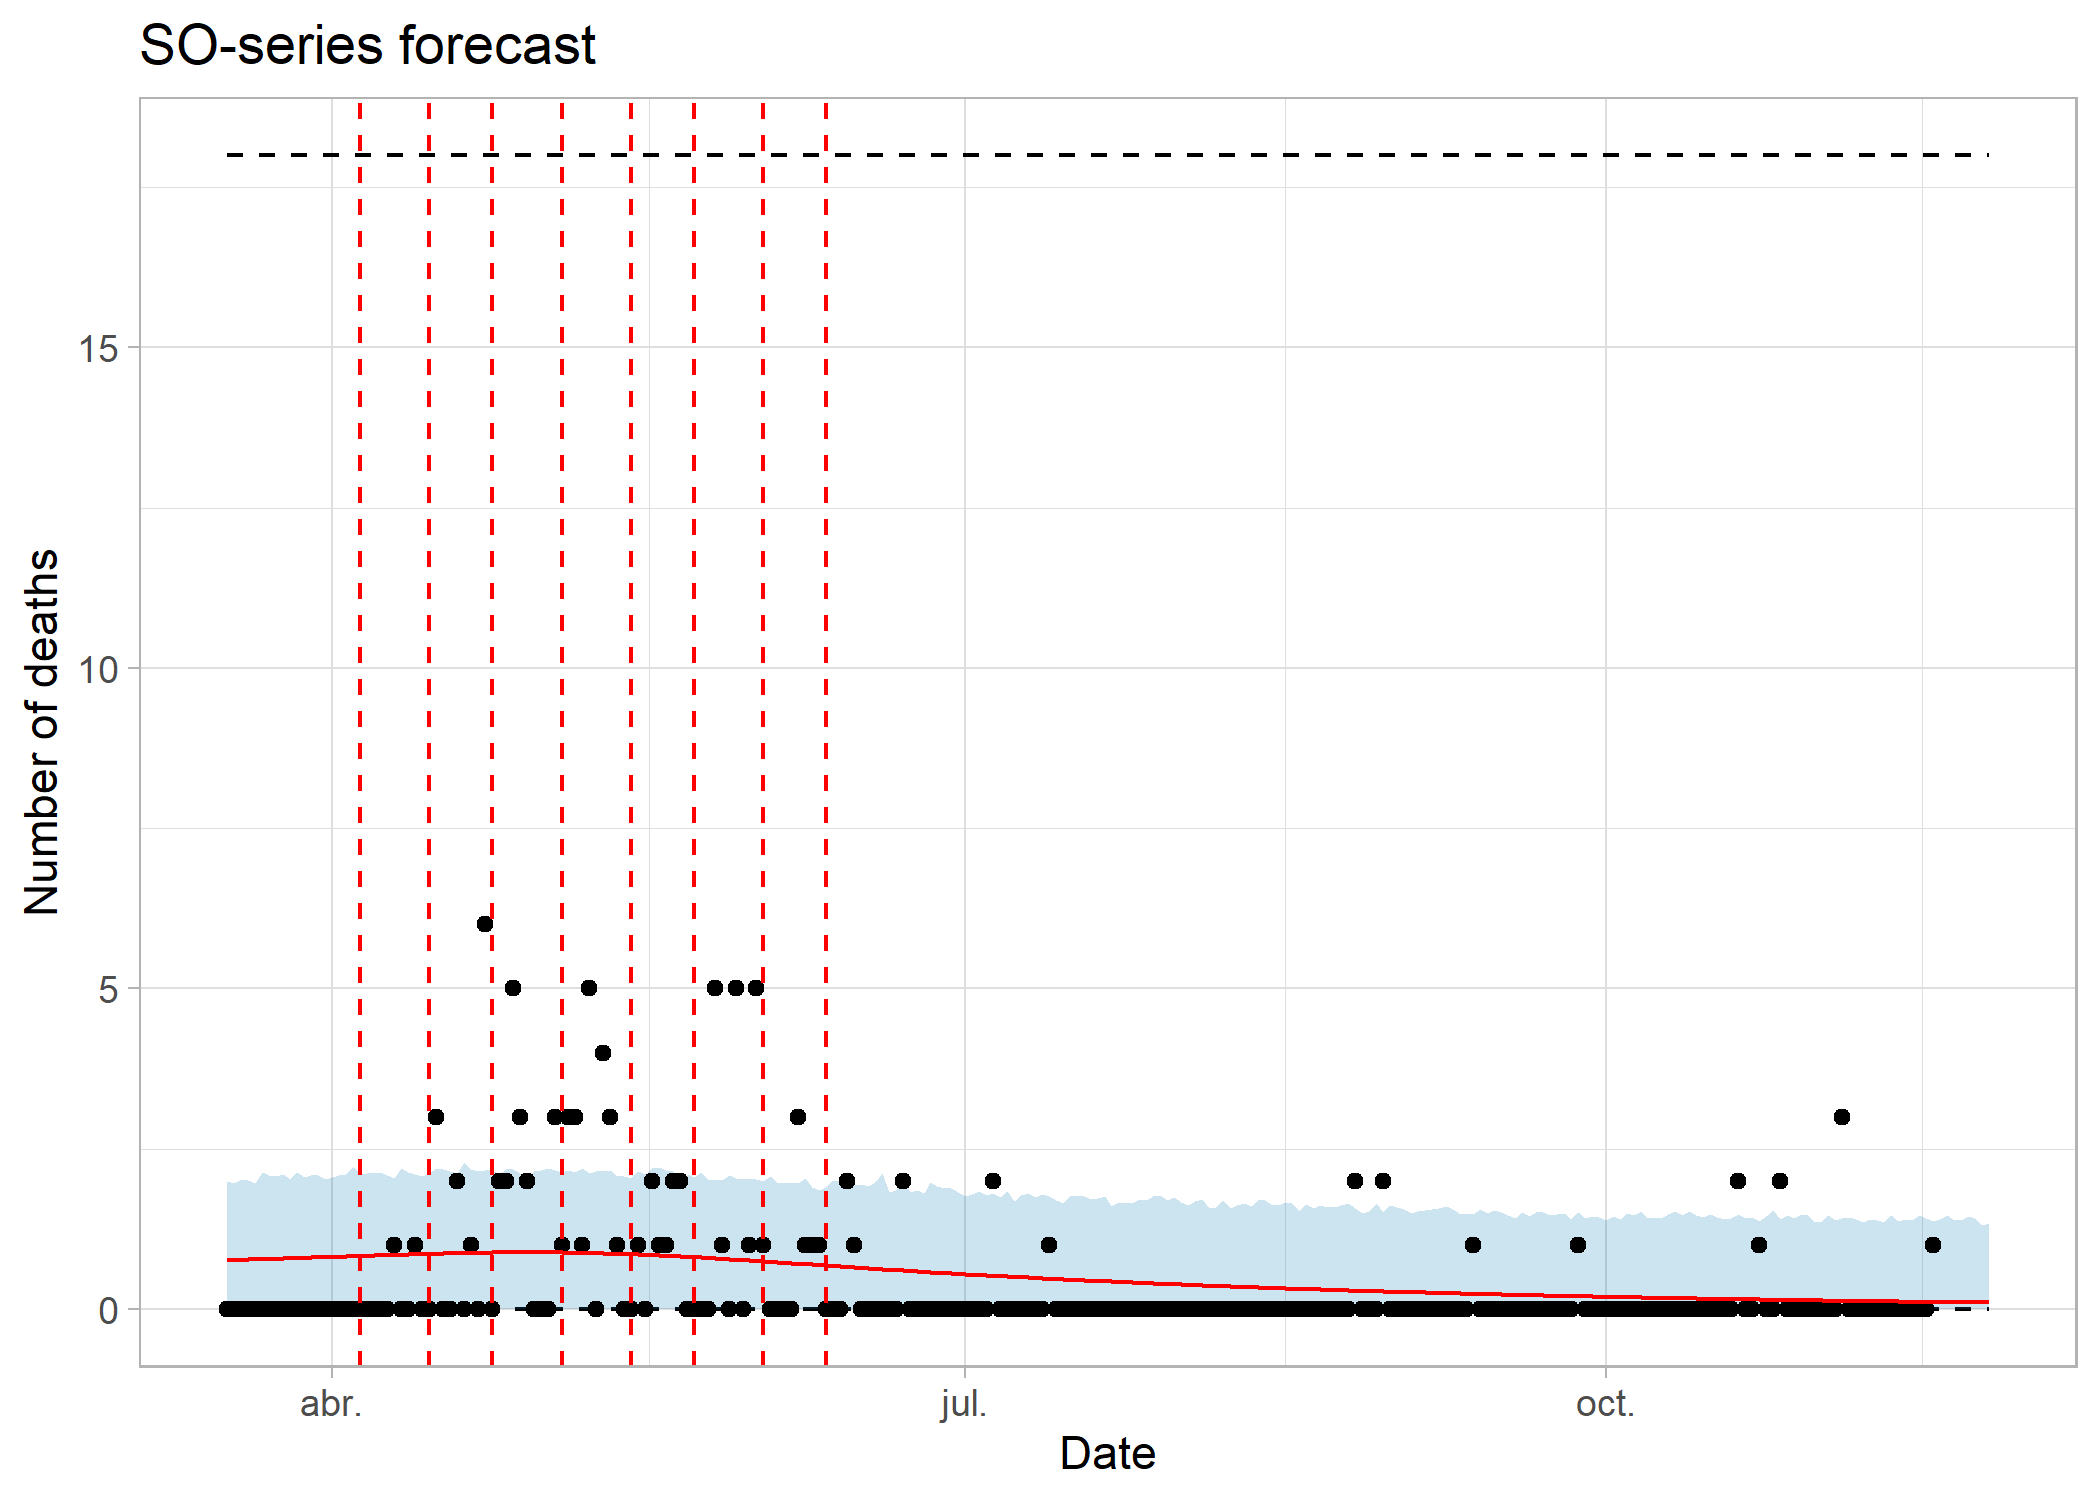 SO-series forecast
Number of deaths
15
10
5
0
abr.
jul.
oct.
Date